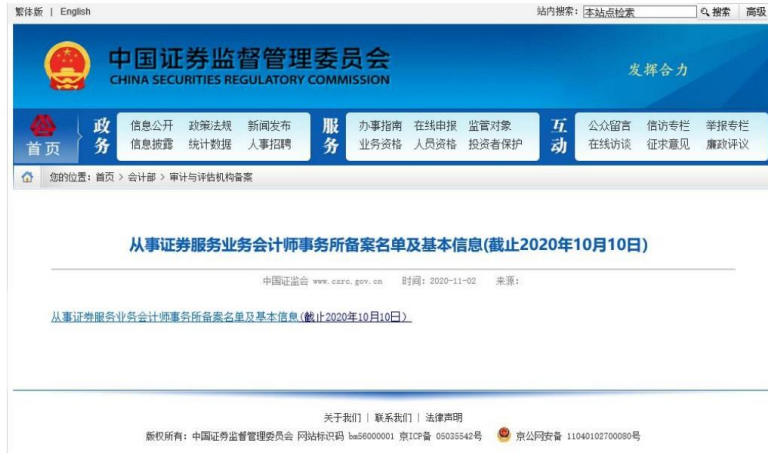 繁体版 | English 站内搜索: 本站点检索 搜索 高级
中国证券监督管理委员会
CHINA SECURITIES REGULATORY COMMISSION
发挥合力
首页
政务
信息公开 政策法规 新闻发布
信息披露 统计数据 人事招聘
服务
办事指南 在线申报 监管对象
业务资格 人员资格 投资者保护
互动
公众留言 信访专栏 举报专栏
在线访谈 征求意见 廉政评议
您的位置: 首页 > 会计部 > 审计与评估机构备案
从事证券服务业务会计师事务所备案名单及基本信息(截止2020年10月10日)
中国证监会 www.csrc.gov.cn 时间: 2020-11-02 来源:
从事证券服务业务会计师事务所备案名单及基本信息(截止2020年10月10日)
关于我们 | 联系我们 | 法律声明
版权所有: 中国证券监督管理委员会 网站标识码 bm56000001 京ICP备 05035542号 京公网安备 11040102700080号